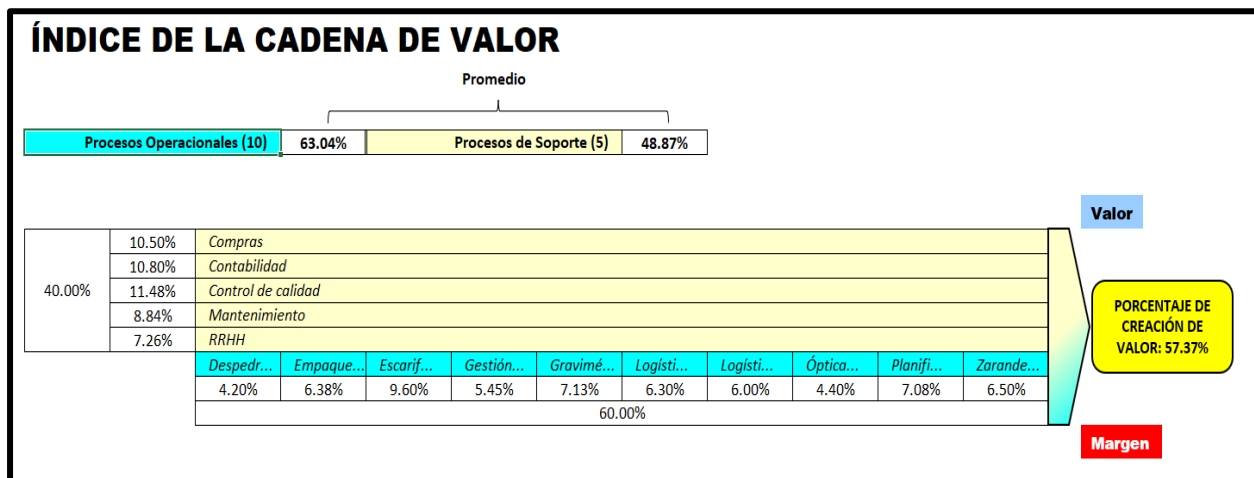 ÍNDICE DE LA CADENA DE VALOR
Promedio
Procesos Operacionales (10) 63.04% Procesos de Soporte (5) 48.87%
Valor
40.00%
10.50% Compras
10.80% Contabilidad
11.48% Control de calidad
8.84% Mantenimiento
7.26% RRHH
PORCENTAJE DE
CREACIÓN DE
VALOR: 57.37%
Despedr... Empaque... Escarif... Gestión... Gravimé... Logísti... Logísti... Óptica... Planifi... Zarande...
4.20% 6.38% 9.60% 5.45% 7.13% 6.30% 6.00% 4.40% 7.08% 6.50%
60.00%
Margen